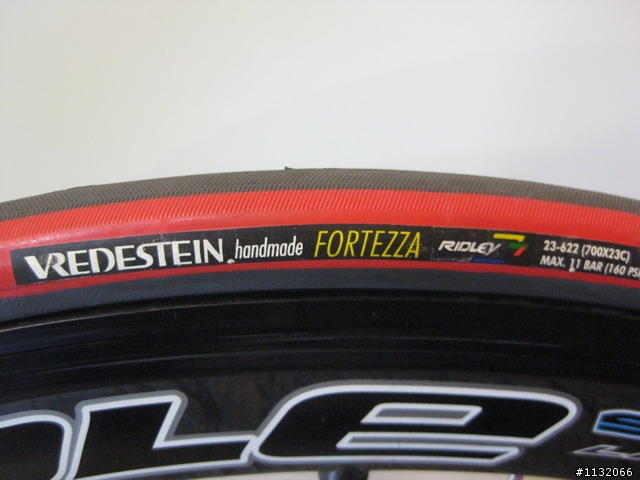 VREDESTEIN. handmade FORTEZZA RIDLEY 23-622 (700X23C)
MAX. 11 BAR (160 PSI
#1132066